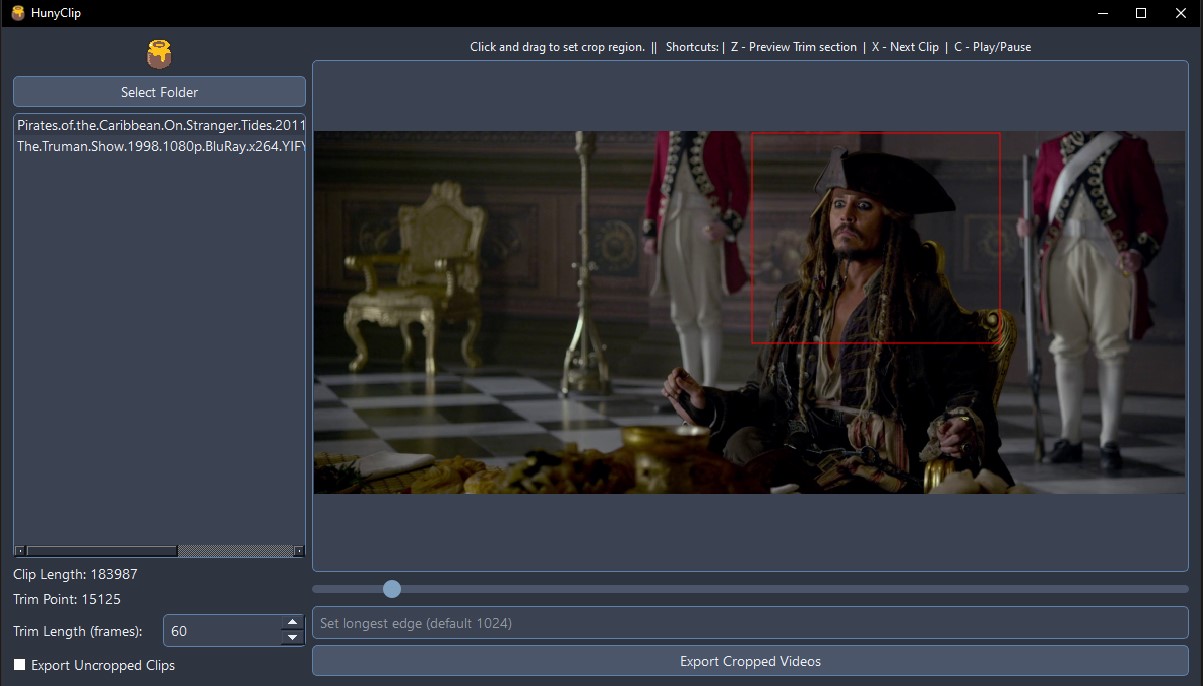 HunyClip
Click and drag to set crop region. || Shortcuts: | Z - Preview Trim section | X - Next Clip | C - Play/Pause
Select Folder
Pirates.of.the.Caribbean.On.Stranger.Tides.2011
The.Truman.Show.1998.1080p.BluRay.x264.YIFY
Clip Length: 183987
Trim Point: 15125
Trim Length (frames): 60
Export Uncropped Clips
Set longest edge (default 1024)
Export Cropped Videos